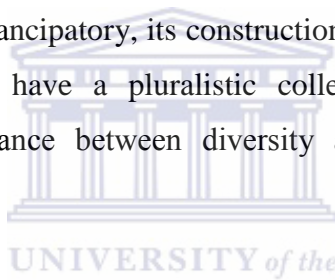 ancipatory, its construction
have a pluralistic colle
ance between diversity
UNIVERSITY of the